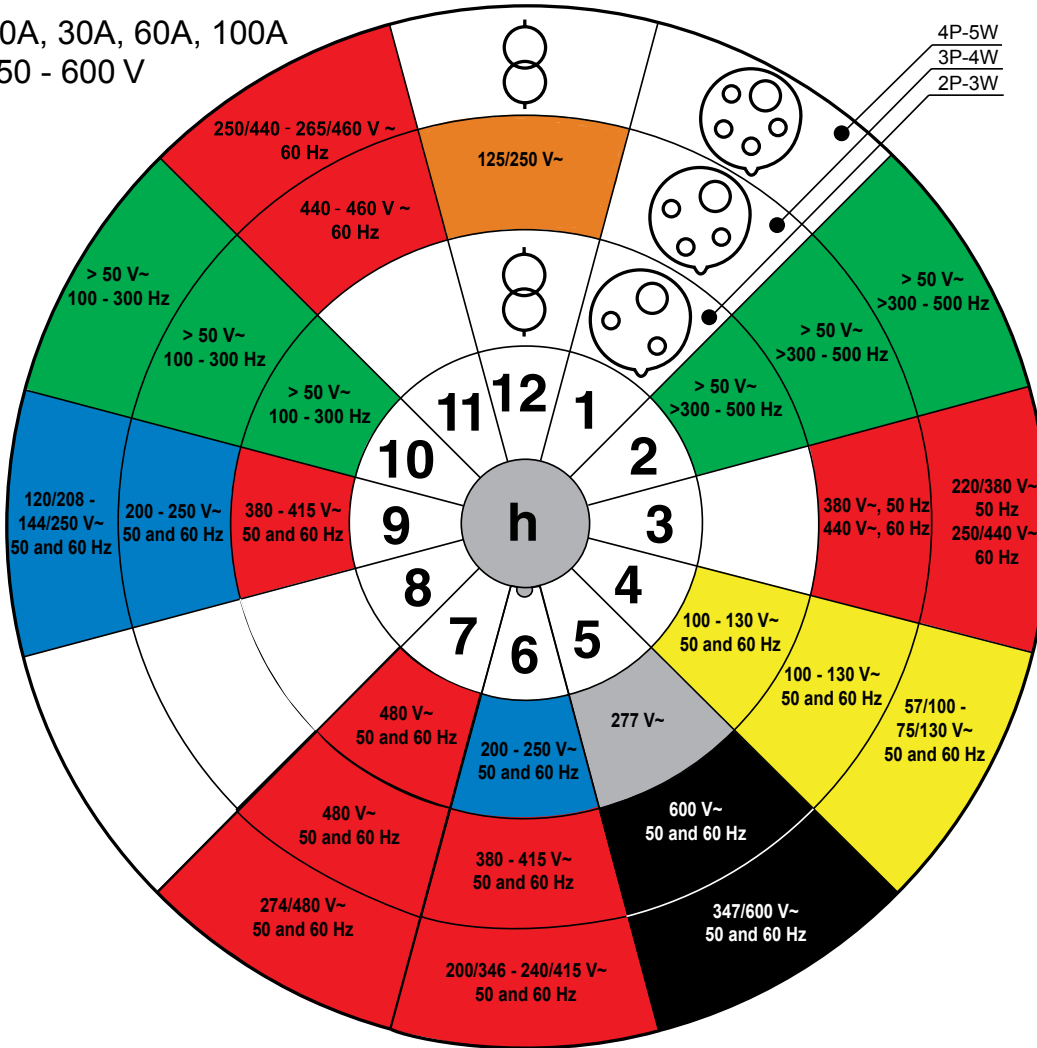 0A, 30A, 60A, 100A
50 - 600 V
4P-5W
3P-4W
2P-3W
250/440 - 265/460 V ~
60 Hz
440 - 460 V ~
60 Hz
125/250 V~
> 50 V~
>300 - 500 Hz
> 50 V~
>300 - 500 Hz
> 50 V~
>300 - 500 Hz
> 50 V~
100 - 300 Hz
> 50 V~
100 - 300 Hz
> 50 V~
100 - 300 Hz
12
1
2
3
4
5
6
7
8
9
10
11
h
120/208 -
144/250 V~
50 and 60 Hz
200 - 250 V~
50 and 60 Hz
380 - 415 V~
50 and 60 Hz
380 V~, 50 Hz
440 V~, 60 Hz
220/380 V~
50 Hz
250/440 V~
60 Hz
100 - 130 V~
50 and 60 Hz
100 - 130 V~
50 and 60 Hz
57/100 -
75/130 V~
50 and 60 Hz
277 V~
600 V~
50 and 60 Hz
347/600 V~
50 and 60 Hz
200 - 250 V~
50 and 60 Hz
380 - 415 V~
50 and 60 Hz
200/346 - 240/415 V~
50 and 60 Hz
480 V~
50 and 60 Hz
480 V~
50 and 60 Hz
274/480 V~
50 and 60 Hz